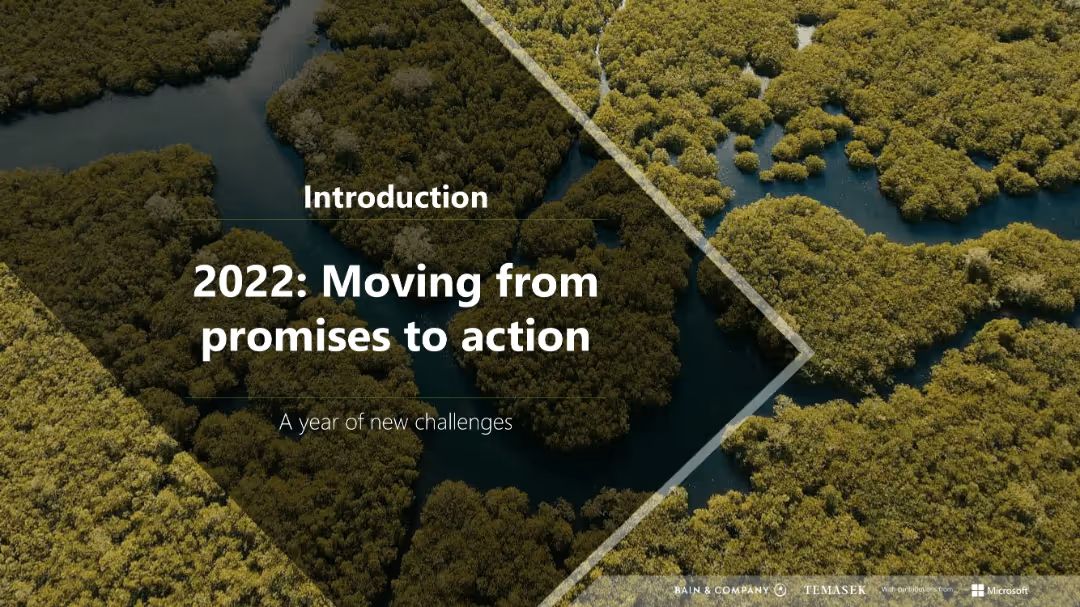 Introduction
2022: Moving from
promises to action
A year of new challenges
BAIN & COMPANY
TEMASEK
With contributions from
Microsoft